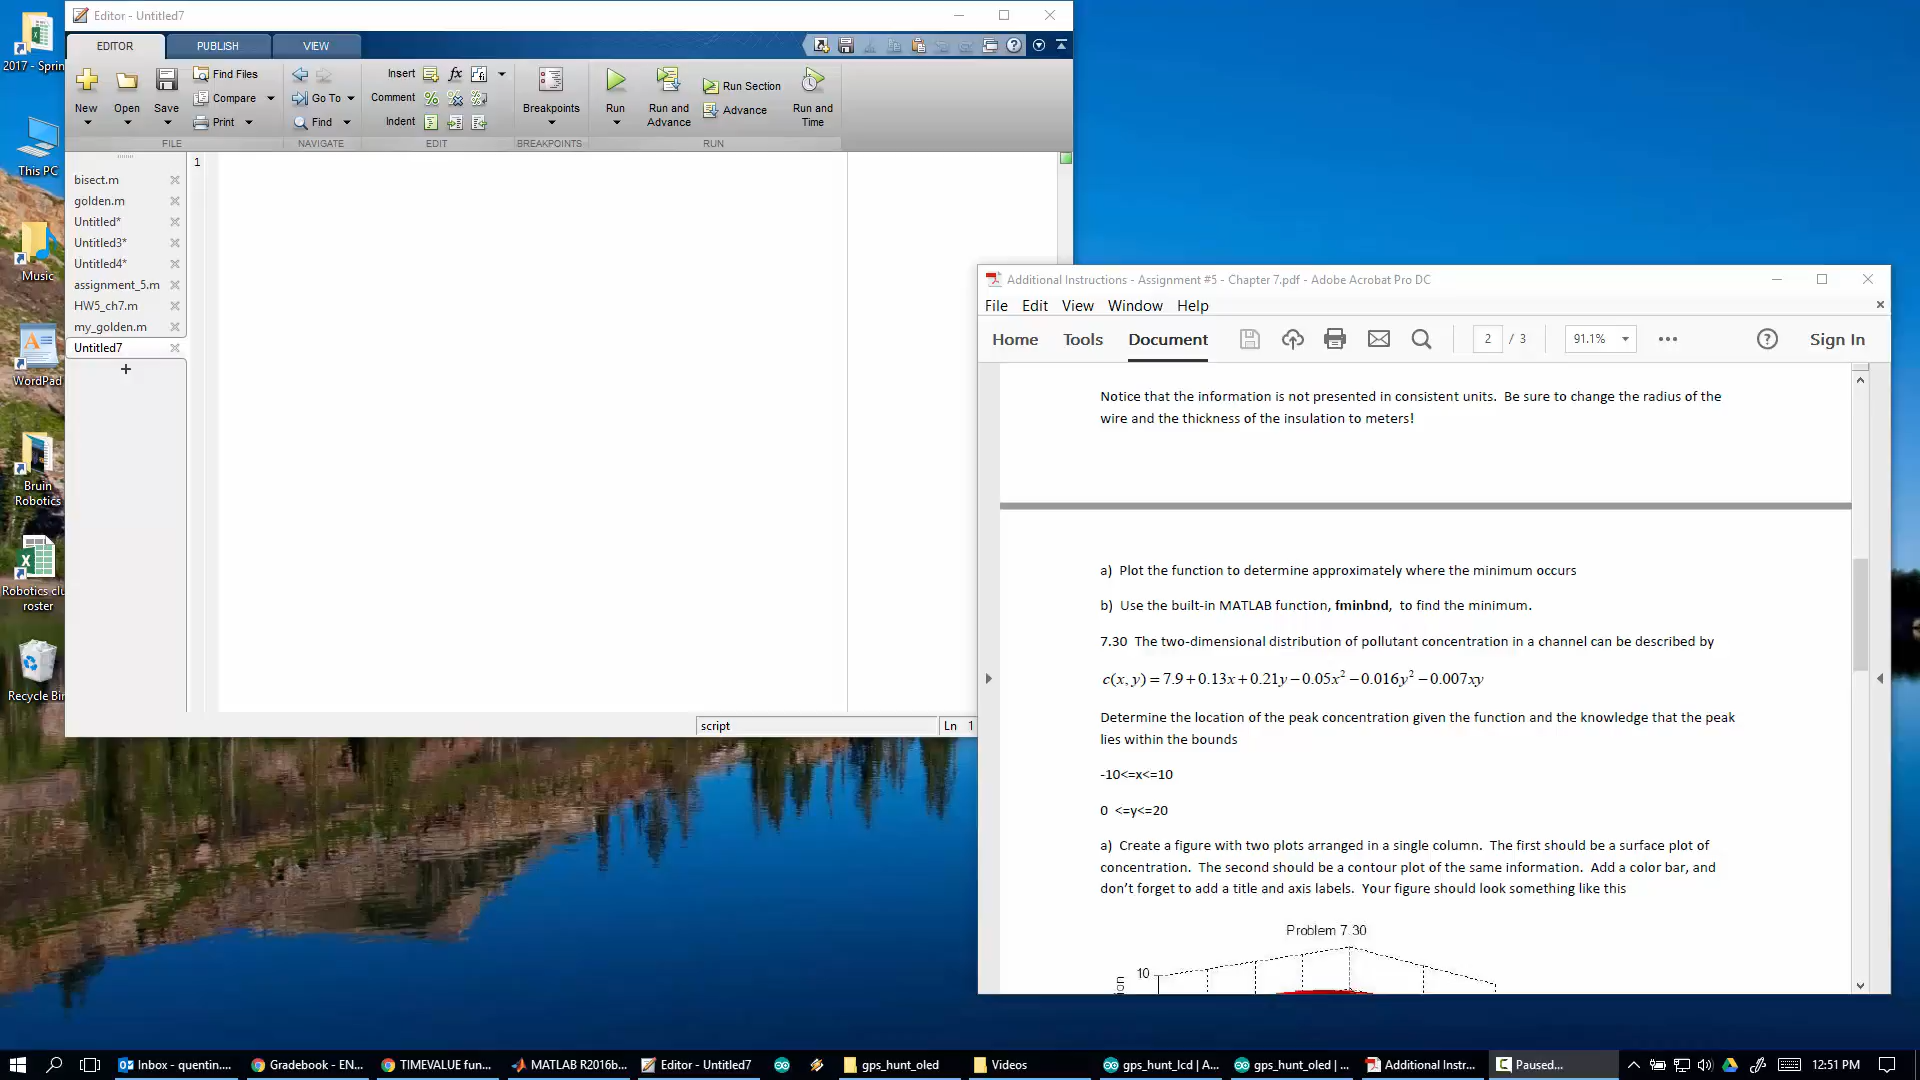 2017 - Sprin
This PC
Music
WordPad
Bruin
Robotics
Robotics clu
roster
Recycle Bin
Editor - Untitled7
EDITOR
PUBLISH
VIEW
New
Open
Save
Find Files
Compare
Print
Go To
Find
Insert
fx
Comment
Indent
Breakpoints
Run
Run and
Advance
Run Section
Advance
Run and
Time
FILE
NAVIGATE
EDIT
BREAKPOINTS
RUN
bisect.m
golden.m
Untitled*
Untitled3*
Untitled4*
assignment_5.m
HW5_ch7.m
my_golden.m
Untitled7
+
1
script
Ln 1
Additional Instructions - Assignment #5 - Chapter 7.pdf - Adobe Acrobat Pro DC
File Edit View Window Help
Home Tools Document
2 / 3
91.1%
Sign In
Notice that the information is not presented in consistent units. Be sure to change the radius of the
wire and the thickness of the insulation to meters!
a) Plot the function to determine approximately where the minimum occurs
b) Use the built-in MATLAB function, fminbnd, to find the minimum.
7.30 The two-dimensional distribution of pollutant concentration in a channel can be described by
c(x, y) = 7.9 + 0.13x + 0.21y − 0.05x² − 0.016y² − 0.007xy
Determine the location of the peak concentration given the function and the knowledge that the peak
lies within the bounds
-10<=x<=10
0 <=y<=20
a) Create a figure with two plots arranged in a single column. The first should be a surface plot of
concentration. The second should be a contour plot of the same information. Add a color bar, and
don't forget to add a title and axis labels. Your figure should look something like this
Problem 7.30
10
ion
Inbox - quentin....
Gradebook - EN...
TIMEVALUE fun...
MATLAB R2016b...
Editor - Untitled7
gps_hunt_oled
Videos
gps_hunt_lcd | A...
gps_hunt_oled | ...
Additional Instr...
Paused...
12:51 PM